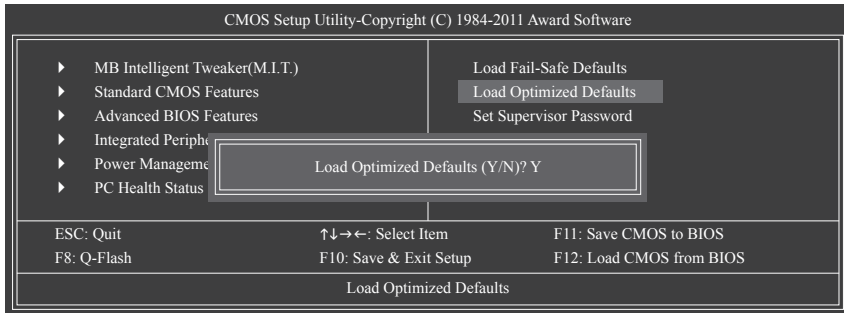 CMOS Setup Utility-Copyright (C) 1984-2011 Award Software
MB Intelligent Tweaker(M.I.T.)
Standard CMOS Features
Advanced BIOS Features
Integrated Periphe
Power Manageme
PC Health Status
Load Fail-Safe Defaults
Load Optimized Defaults
Set Supervisor Password
Load Optimized Defaults (Y/N)? Y
ESC: Quit
↑↓→←: Select Item
F11: Save CMOS to BIOS
F8: Q-Flash
F10: Save & Exit Setup
F12: Load CMOS from BIOS
Load Optimized Defaults